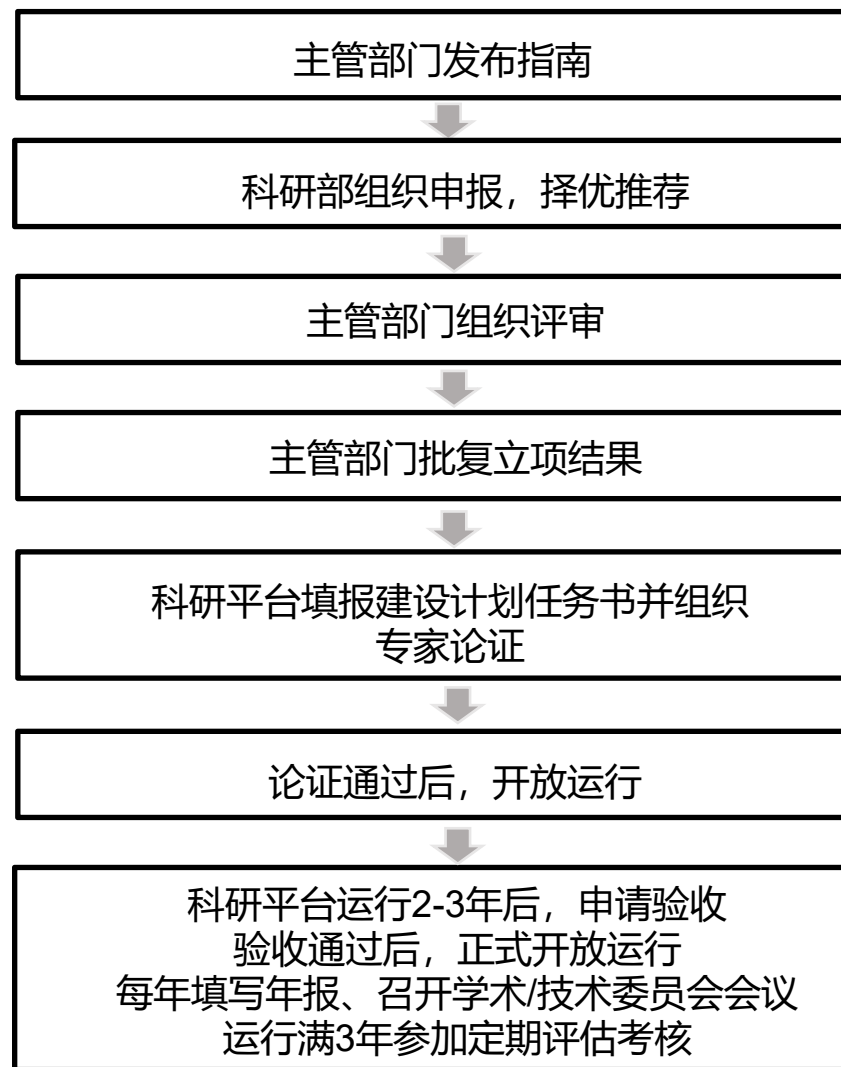 主管部门发布指南
科研部组织申报，择优推荐
主管部门组织评审
主管部门批复立项结果
科研平台填报建设计划任务书并组织
专家论证
论证通过后，开放运行
科研平台运行2-3年后，申请验收
验收通过后，正式开放运行
每年填写年报、召开学术/技术委员会会议
运行满3年参加定期评估考核